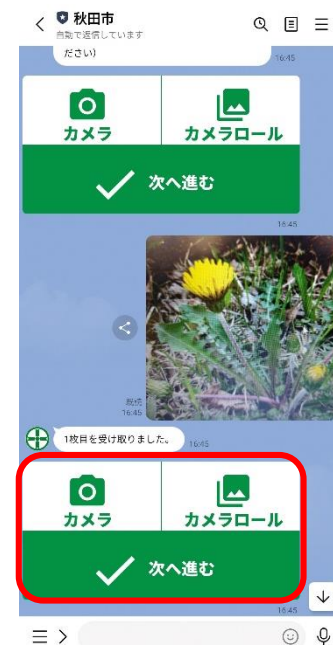 秋田市
自動で返信しています
ださい)
16:45
カメラ カメラロール
次へ進む
16:45
既読
16:45
1枚目を受け取りました。 16:45
カメラ カメラロール
次へ進む
16:45